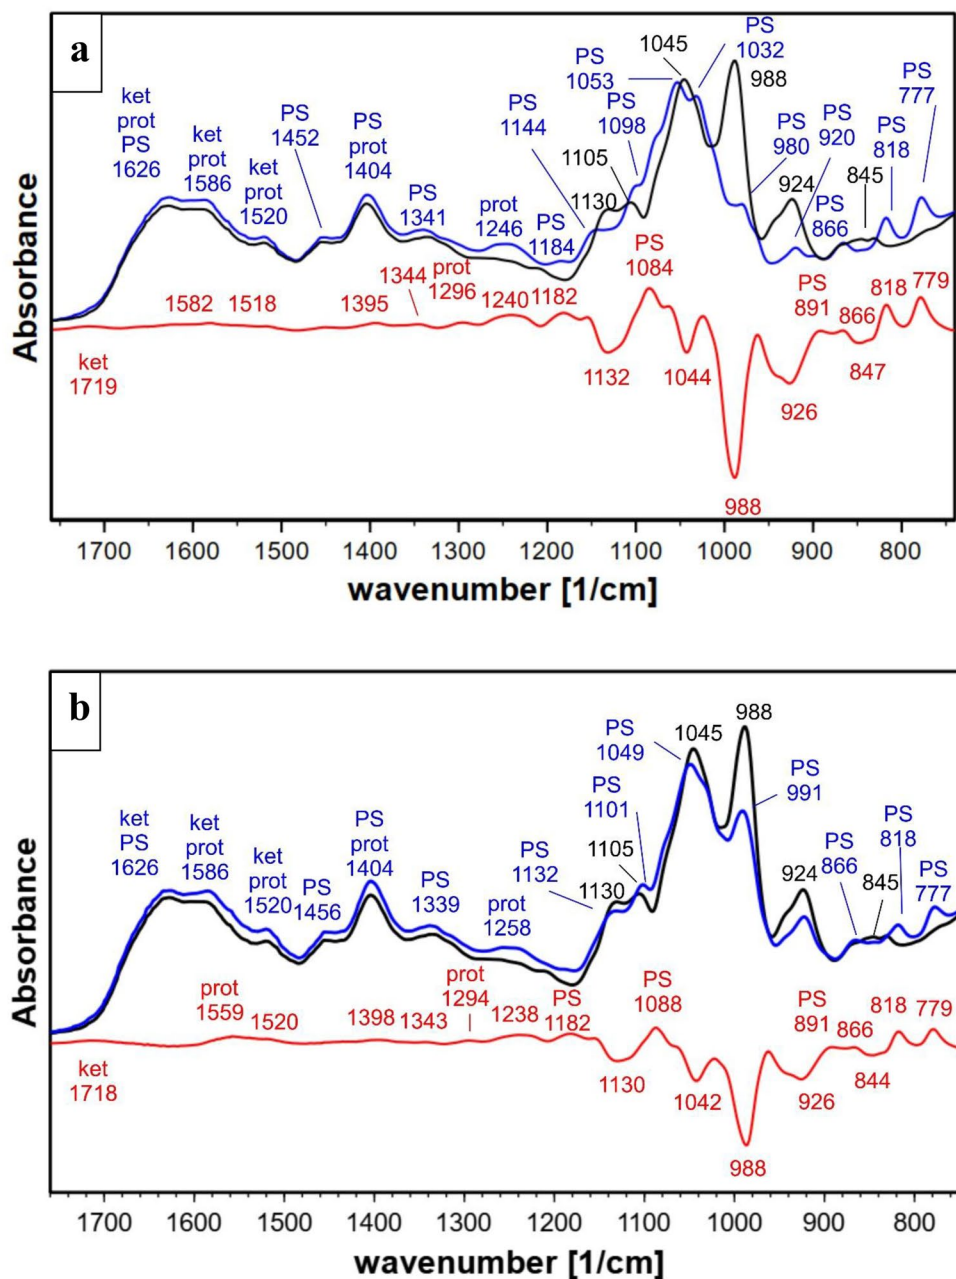 a
Absorbance
ket
prot
PS
1626
ket
prot
1586
ket
prot
1520
PS
1452
PS
prot
1404
PS
1341
prot
1246
PS
1184
PS
1144
PS
1098
PS
1053
1045
PS
1032
988
PS
980
PS
920
PS
818
PS
777
1105
1130
924
PS
866
845
1582
1518
1395
1344
prot
1296
1240
1182
PS
1084
PS
891
866
818
779
ket
1719
1132
1044
988
926
847
1700
1600
1500
1400
1300
1200
1100
1000
900
800
wavenumber [1/cm]
b
Absorbance
ket
PS
1626
ket
prot
1586
ket
prot
1520
PS
1456
PS
prot
1404
PS
1339
prot
1258
PS
1132
PS
1101
PS
1049
1045
988
PS
991
1105
1130
924
PS
866
845
PS
818
PS
777
prot
1559
1520
1398
1343
prot
1294
1238
PS
1182
PS
1088
PS
891
866
818
779
ket
1718
1130
1042
988
926
844
1700
1600
1500
1400
1300
1200
1100
1000
900
800
wavenumber [1/cm]